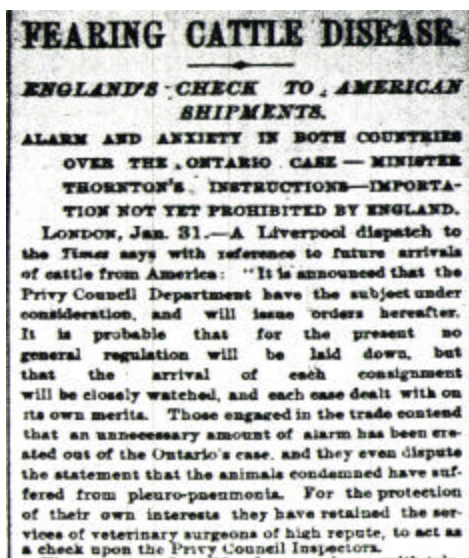 FEARING CATTLE DISEASE.
ENGLAND'S CHECK TO AMERICAN
SHIPMENTS.
ALARM AND ANXIETY IN BOTH COUNTRIES
OVER THE ONTARIO CASE — MINISTER
THORNTON'S INSTRUCTIONS—IMPORTA-
TION NOT YET PROHIBITED BY ENGLAND.
LONDON, Jan. 31.—A Liverpool dispatch to
the Times says with reference to future arrivals
of cattle from America: "It is announced that the
Privy Council Department have the subject under
consideration, and will issue orders hereafter.
It is probable that for the present no
general regulation will be laid down, but
that the arrival of each consignment
will be closely watched, and each case dealt with on
its own merits. Those engaged in the trade contend
that an unnecessary amount of alarm has been cre-
ated out of the Ontario's case, and they even dispute
the statement that the animals condemned have suf-
fered from pleuro-pneumonia. For the protection
of their own interests they have retained the ser-
vices of veterinary surgeons of high repute, to act as
a check upon the Privy Council Inspectors.